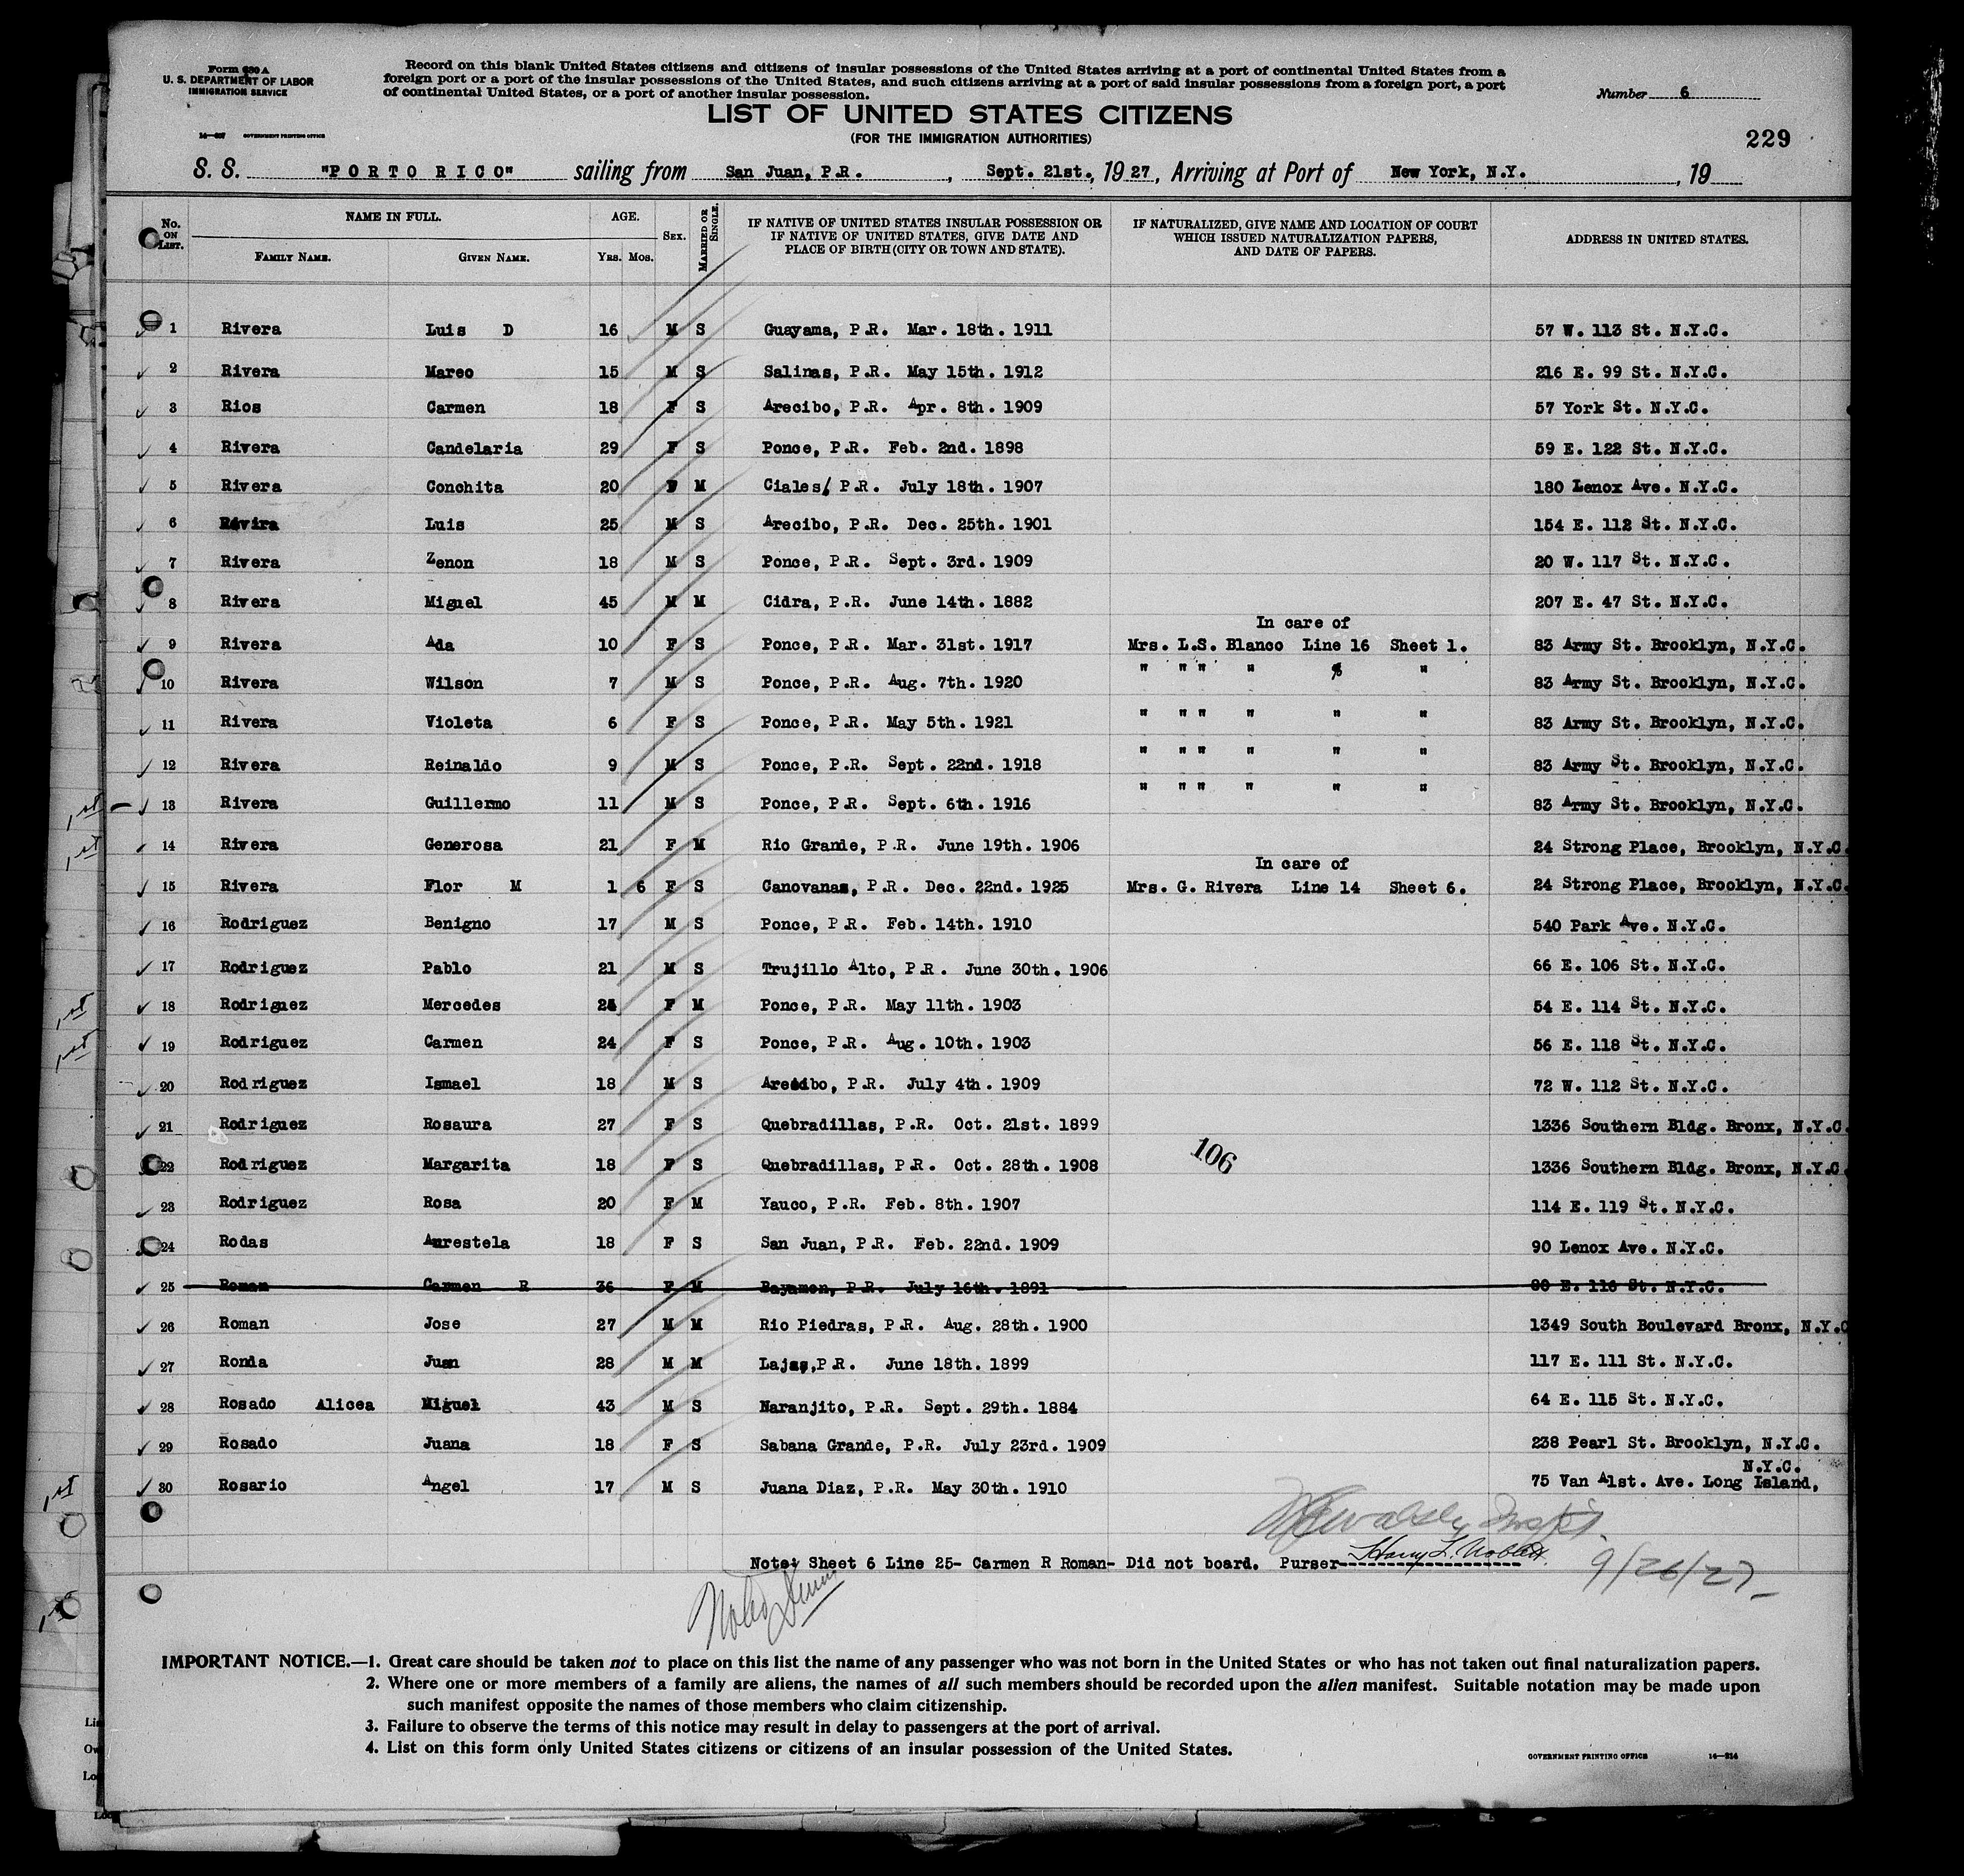 Form 630 A
U. S. DEPARTMENT OF LABOR
IMMIGRATION SERVICE
14—227 GOVERNMENT PRINTING OFFICE
Record on this blank United States citizens and citizens of insular possessions of the United States arriving at a port of continental United States from a
foreign port or a port of the insular possessions of the United States, and such citizens arriving at a port of said insular possessions from a foreign port, a port
of continental United States, or a port of another insular possession.
Number 6
LIST OF UNITED STATES CITIZENS
(FOR THE IMMIGRATION AUTHORITIES)
229
S. S. "PORTO RICO" sailing from San Juan, P.R. , Sept. 21st., 1927, Arriving at Port of New York, N.Y. , 19
No. ON LIST. NAME IN FULL. FAMILY NAME. GIVEN NAME. AGE. YRS. MOS. SEX. MARRIED OR SINGLE. IF NATIVE OF UNITED STATES INSULAR POSSESSION OR IF NATIVE OF UNITED STATES, GIVE DATE AND PLACE OF BIRTH (CITY OR TOWN AND STATE). IF NATURALIZED, GIVE NAME AND LOCATION OF COURT WHICH ISSUED NATURALIZATION PAPERS, AND DATE OF PAPERS. ADDRESS IN UNITED STATES.
1 Rivera Luis D 16 M S Guayama, P.R. Mar. 18th. 1911 57 W. 113 St. N.Y.C.
2 Rivera Mareo 15 M S Salinas, P.R. May 15th. 1912 216 E. 99 St. N.Y.C.
3 Rios Carmen 18 F S Arecibo, P.R. Apr. 8th. 1909 57 York St. N.Y.C.
4 Rivera Candelaria 29 F S Ponce, P.R. Feb. 2nd. 1898 59 E. 122 St. N.Y.C.
5 Rivera Conchita 20 F M Ciales, P.R. July 18th. 1907 180 Lenox Ave. N.Y.C.
6 Rivira Luis 25 M S Arecibo, P.R. Dec. 25th. 1901 154 E. 112 St. N.Y.C.
7 Rivera Zenon 18 M S Ponce, P.R. Sept. 3rd. 1909 20 W. 117 St. N.Y.C.
8 Rivera Miguel 45 M M Cidra, P.R. June 14th. 1882 207 E. 47 St. N.Y.C.
In care of
9 Rivera Ada 10 F S Ponce, P.R. Mar. 31st. 1917 Mrs. L.S. Blanco Line 16 Sheet 1. 83 Army St. Brooklyn, N.Y.C.
10 Rivera Wilson 7 M S Ponce, P.R. Aug. 7th. 1920 " " " " " " 83 Army St. Brooklyn, N.Y.C.
11 Rivera Violeta 6 F S Ponce, P.R. May 5th. 1921 " " " " " " 83 Army St. Brooklyn, N.Y.C.
12 Rivera Reinaldo 9 M S Ponce, P.R. Sept. 22nd. 1918 " " " " " " 83 Army St. Brooklyn, N.Y.C.
13 Rivera Guillermo 11 M S Ponce, P.R. Sept. 6th. 1916 " " " " " " 83 Army St. Brooklyn, N.Y.C.
14 Rivera Generosa 21 F M Rio Grande, P.R. June 19th. 1906 24 Strong Place, Brooklyn, N.Y.C.
In care of
15 Rivera Flor M 1 6 F S Canovanas, P.R. Dec. 22nd. 1925 Mrs. G. Rivera Line 14 Sheet 6. 24 Strong Place, Brooklyn, N.Y.C.
16 Rodriguez Benigno 17 M S Ponce, P.R. Feb. 14th. 1910 540 Park Ave. N.Y.C.
17 Rodriguez Pablo 21 M S Trujillo Alto, P.R. June 30th. 1906 66 E. 106 St. N.Y.C.
18 Rodriguez Mercedes 24 F M Ponce, P.R. May 11th. 1903 54 E. 114 St. N.Y.C.
19 Rodriguez Carmen 24 F S Ponce, P.R. Aug. 10th. 1903 56 E. 118 St. N.Y.C.
20 Rodriguez Ismael 18 M S Arecibo, P.R. July 4th. 1909 72 W. 112 St. N.Y.C.
21 Rodriguez Rosaura 27 F S Quebradillas, P.R. Oct. 21st. 1899 1336 Southern Bldg. Bronx, N.Y.C.
106
22 Rodriguez Margarita 18 F S Quebradillas, P.R. Oct. 28th. 1908 1336 Southern Bldg. Bronx, N.Y.C.
23 Rodriguez Rosa 20 F M Yauco, P.R. Feb. 8th. 1907 114 E. 119 St. N.Y.C.
24 Rodas Aurestela 18 F S San Juan, P.R. Feb. 22nd. 1909 90 Lenox Ave. N.Y.C.
25 Roman Carmen R 36 F M Bayamon, P.R. July 16th. 1891 E. 116 St. N.Y.C.
26 Roman Jose 27 M M Rio Piedras, P.R. Aug. 28th. 1900 1349 South Boulevard Bronx, N.Y.C
27 Ronda Juan 28 M M Lajas,P.R. June 18th. 1899 117 E. 111 St. N.Y.C.
28 Rosado Alicea Miguel 43 M S Naranjito, P.R. Sept. 29th. 1884 64 E. 115 St. N.Y.C.
29 Rosado Juana 18 F S Sabana Grande, P.R. July 23rd. 1909 238 Pearl St. Brooklyn, N.Y.C.
N.Y.C.
30 Rosario Angel 17 M S Juana Diaz, P.R. May 30th. 1910 75 Van Alst. Ave. Long Island,
Note; Sheet 6 Line 25- Carmen R Roman- Did not board. Purser
9/26/27
IMPORTANT NOTICE.—1. Great care should be taken not to place on this list the name of any passenger who was not born in the United States or who has not taken out final naturalization papers.
2. Where one or more members of a family are aliens, the names of all such members should be recorded upon the alien manifest. Suitable notation may be made upon
such manifest opposite the names of those members who claim citizenship.
3. Failure to observe the terms of this notice may result in delay to passengers at the port of arrival.
4. List on this form only United States citizens or citizens of an insular possession of the United States.
GOVERNMENT PRINTING OFFICE 14—214